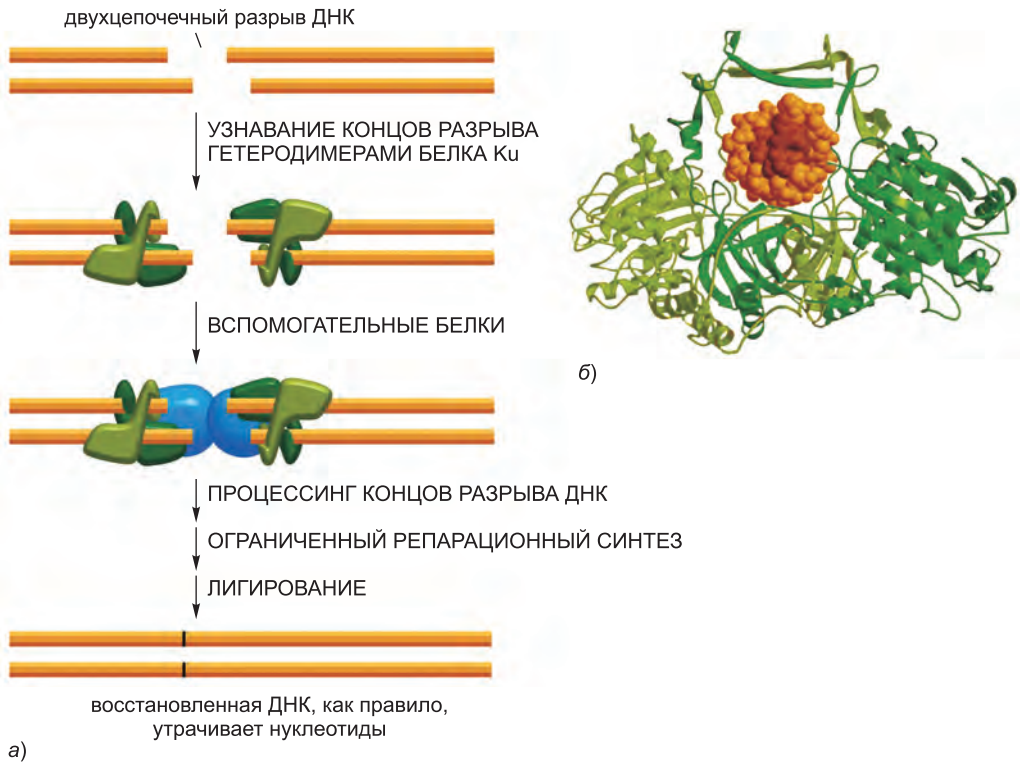 двухцепочечный разрыв ДНК
УЗНАВАНИЕ КОНЦОВ РАЗРЫВА
ГЕТЕРОДИМЕРАМИ БЕЛКА Ku
ВСПОМОГАТЕЛЬНЫЕ БЕЛКИ
ПРОЦЕССИНГ КОНЦОВ РАЗРЫВА ДНК
ОГРАНИЧЕННЫЙ РЕПАРАЦИОННЫЙ СИНТЕЗ
ЛИГИРОВАНИЕ
восстановленная ДНК, как правило,
утрачивает нуклеотиды
а)
б)